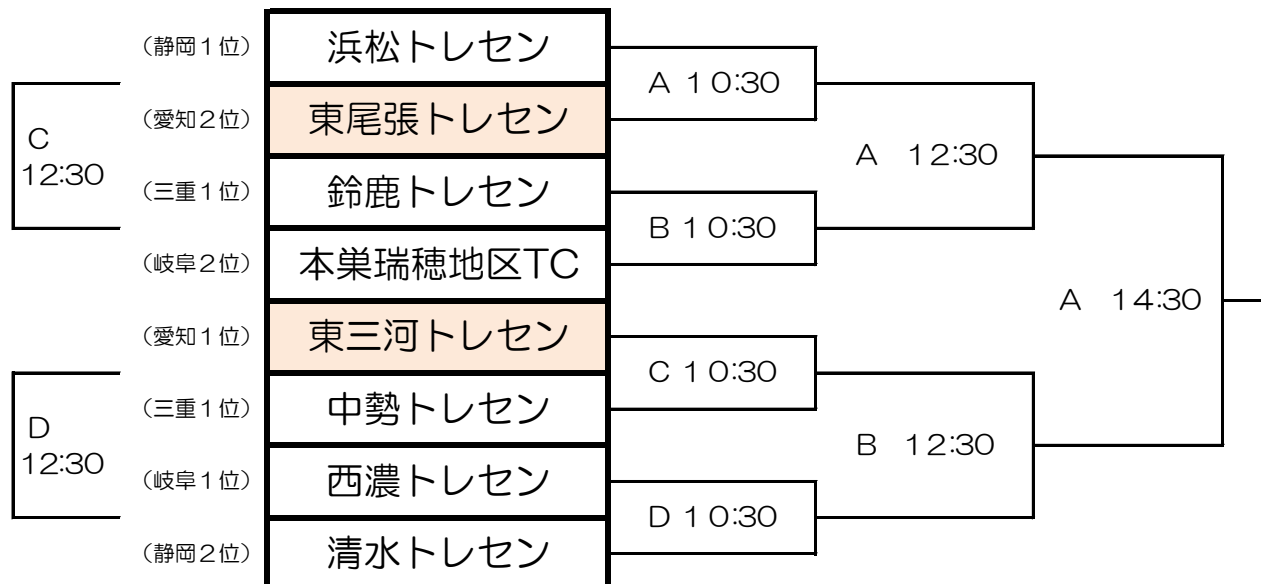 (静岡1位) 浜松トレセン
A 10:30
(愛知2位) 東尾張トレセン
C
12:30
A 12:30
(三重1位) 鈴鹿トレセン
B 10:30
(岐阜2位) 本巣瑞穂地区TC
A 14:30
(愛知1位) 東三河トレセン
C 10:30
(三重1位) 中勢トレセン
D
12:30
B 12:30
(岐阜1位) 西濃トレセン
D 10:30
(静岡2位) 清水トレセン